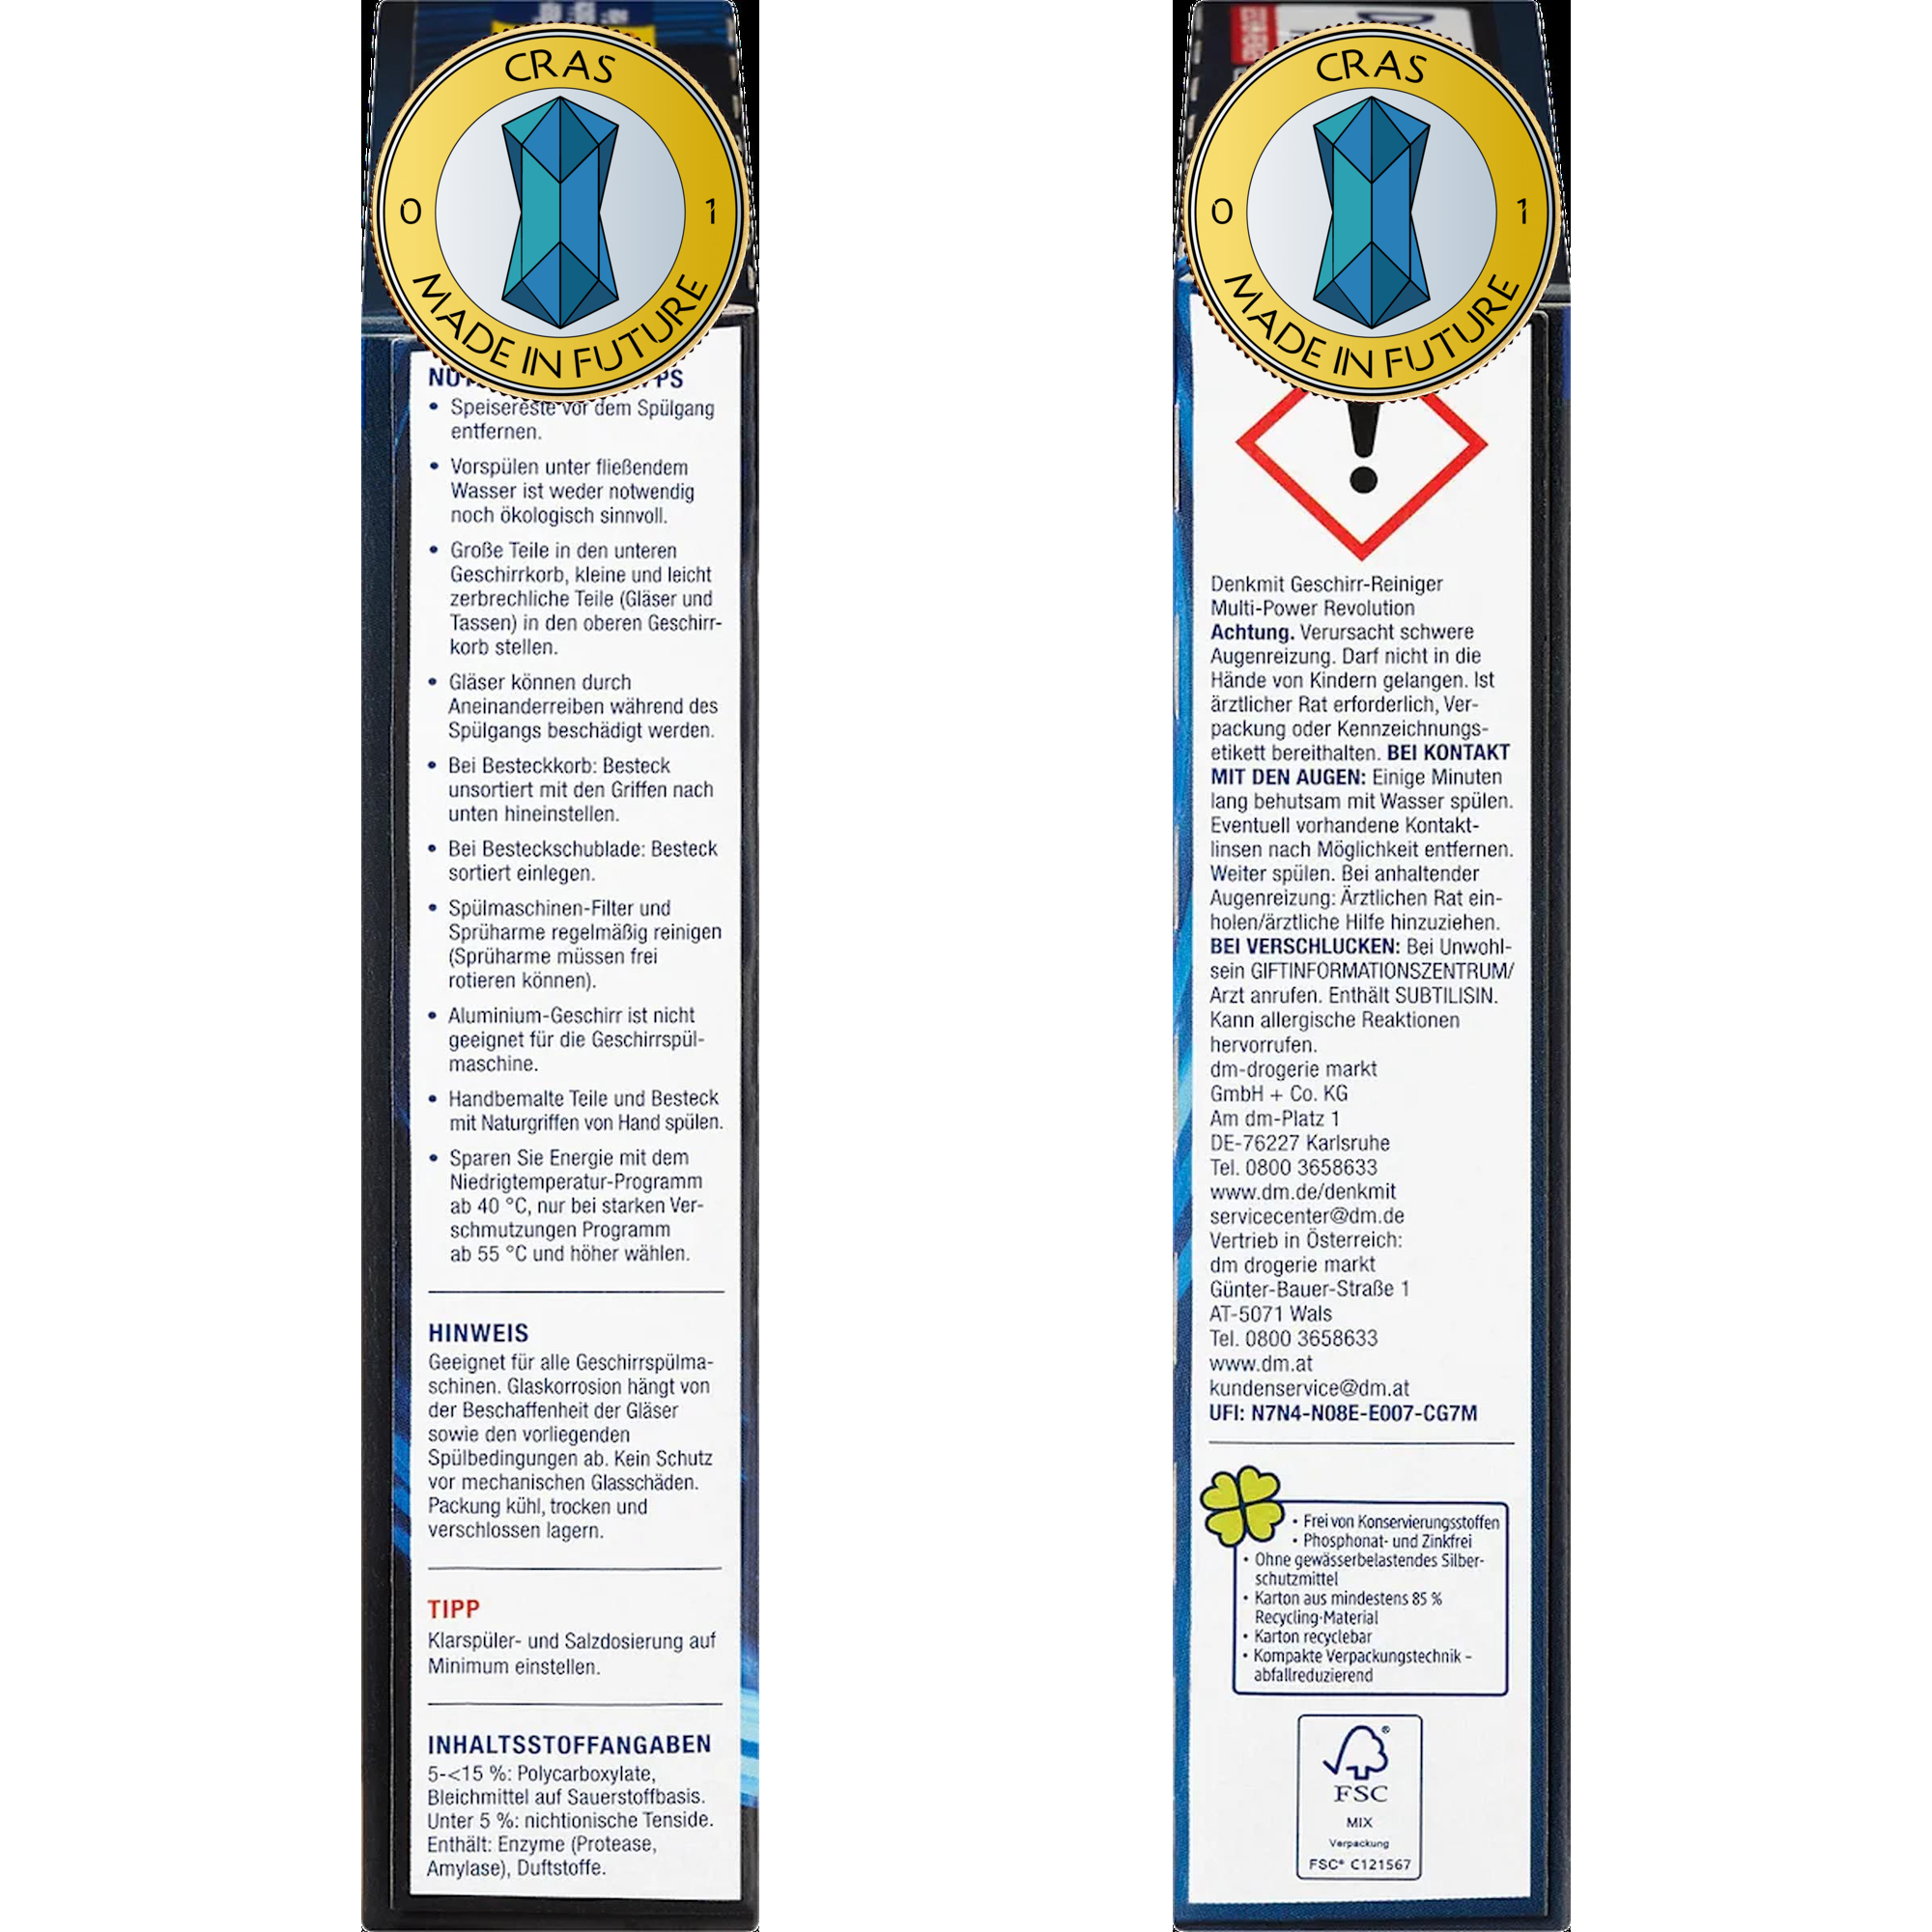 CRAS
0 1
MADE IN FUTURE
Speisereste vor dem Spülgang
entfernen.
• Vorspülen unter fließendem
Wasser ist weder notwendig
noch ökologisch sinnvoll.
• Große Teile in den unteren
Geschirrkorb, kleine und leicht
zerbrechliche Teile (Gläser und
Tassen) in den oberen Geschirr-
korb stellen.
• Gläser können durch
Aneinanderreiben während des
Spülgangs beschädigt werden.
• Bei Besteckkorb: Besteck
unsortiert mit den Griffen nach
unten hineinstellen.
• Bei Besteckschublade: Besteck
sortiert einlegen.
• Spülmaschinen-Filter und
Sprüharme regelmäßig reinigen
(Sprüharme müssen frei
rotieren können).
• Aluminium-Geschirr ist nicht
geeignet für die Geschirrspül-
maschine.
• Handbemalte Teile und Besteck
mit Naturgriffen von Hand spülen.
• Sparen Sie Energie mit dem
Niedrigtemperatur-Programm
ab 40 °C, nur bei starken Ver-
schmutzungen Programm
ab 55 °C und höher wählen.
HINWEIS
Geeignet für alle Geschirrspülma-
schinen. Glaskorrosion hängt von
der Beschaffenheit der Gläser
sowie den vorliegenden
Spülbedingungen ab. Kein Schutz
vor mechanischen Glasschäden.
Packung kühl, trocken und
verschlossen lagern.
TIPP
Klarspüler- und Salzdosierung auf
Minimum einstellen.
INHALTSSTOFFANGABEN
5-<15 %: Polycarboxylate,
Bleichmittel auf Sauerstoffbasis.
Unter 5 %: nichtionische Tenside.
Enthält: Enzyme (Protease,
Amylase), Duftstoffe.
CRAS
0 1
MADE IN FUTURE
Denkmit Geschirr-Reiniger
Multi-Power Revolution
Achtung. Verursacht schwere
Augenreizung. Darf nicht in die
Hände von Kindern gelangen. Ist
ärztlicher Rat erforderlich, Ver-
packung oder Kennzeichnungs-
etikett bereithalten. BEI KONTAKT
MIT DEN AUGEN: Einige Minuten
lang behutsam mit Wasser spülen.
Eventuell vorhandene Kontakt-
linsen nach Möglichkeit entfernen.
Weiter spülen. Bei anhaltender
Augenreizung: Ärztlichen Rat ein-
holen/ärztliche Hilfe hinzuziehen.
BEI VERSCHLUCKEN: Bei Unwohl-
sein GIFTINFORMATIONSZENTRUM/
Arzt anrufen. Enthält SUBTILISIN.
Kann allergische Reaktionen
hervorrufen.
dm-drogerie markt
GmbH + Co. KG
Am dm-Platz 1
DE-76227 Karlsruhe
Tel. 0800 3658633
www.dm.de/denkmit
servicecenter@dm.de
Vertrieb in Österreich:
dm drogerie markt
Günter-Bauer-Straße 1
AT-5071 Wals
Tel. 0800 3658633
www.dm.at
kundenservice@dm.at
UFI: N7N4-N08E-E007-CG7M
• Frei von Konservierungsstoffen
• Phosphonat- und Zinkfrei
• Ohne gewässerbelastendes Silber-
schutzmittel
• Karton aus mindestens 85 %
Recycling-Material
• Karton recyclebar
• Kompakte Verpackungstechnik -
abfallreduzierend
FSC
MIX
Verpackung
FSC® C121567